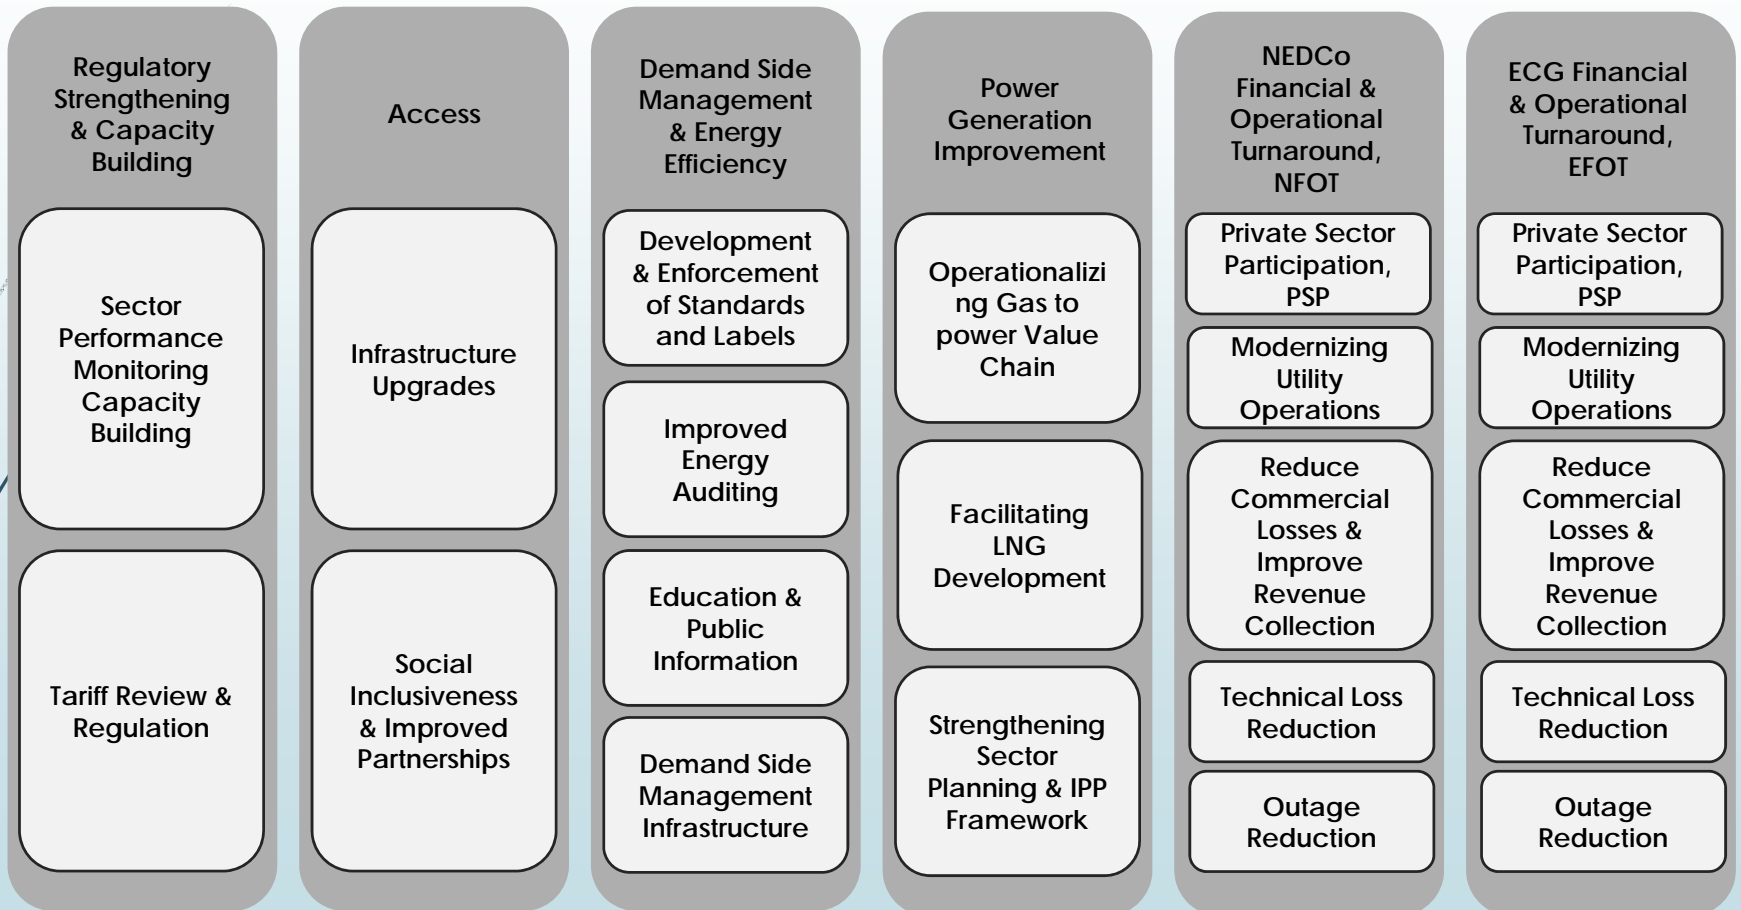 Regulatory
Strengthening
& Capacity
Building
Sector
Performance
Monitoring
Capacity
Building
Tariff Review &
Regulation
Access
Infrastructure
Upgrades
Social
Inclusiveness
& Improved
Partnerships
Demand Side
Management
& Energy
Efficiency
Development
& Enforcement
of Standards
and Labels
Improved
Energy
Auditing
Education &
Public
Information
Demand Side
Management
Infrastructure
Power
Generation
Improvement
Operationalizi
ng Gas to
power Value
Chain
Facilitating
LNG
Development
Strengthening
Sector
Planning & IPP
Framework
NEDCo
Financial &
Operational
Turnaround,
NFOT
Private Sector
Participation,
PSP
Modernizing
Utility
Operations
Reduce
Commercial
Losses &
Improve
Revenue
Collection
Technical Loss
Reduction
Outage
Reduction
ECG Financial
& Operational
Turnaround,
EFOT
Private Sector
Participation,
PSP
Modernizing
Utility
Operations
Reduce
Commercial
Losses &
Improve
Revenue
Collection
Technical Loss
Reduction
Outage
Reduction